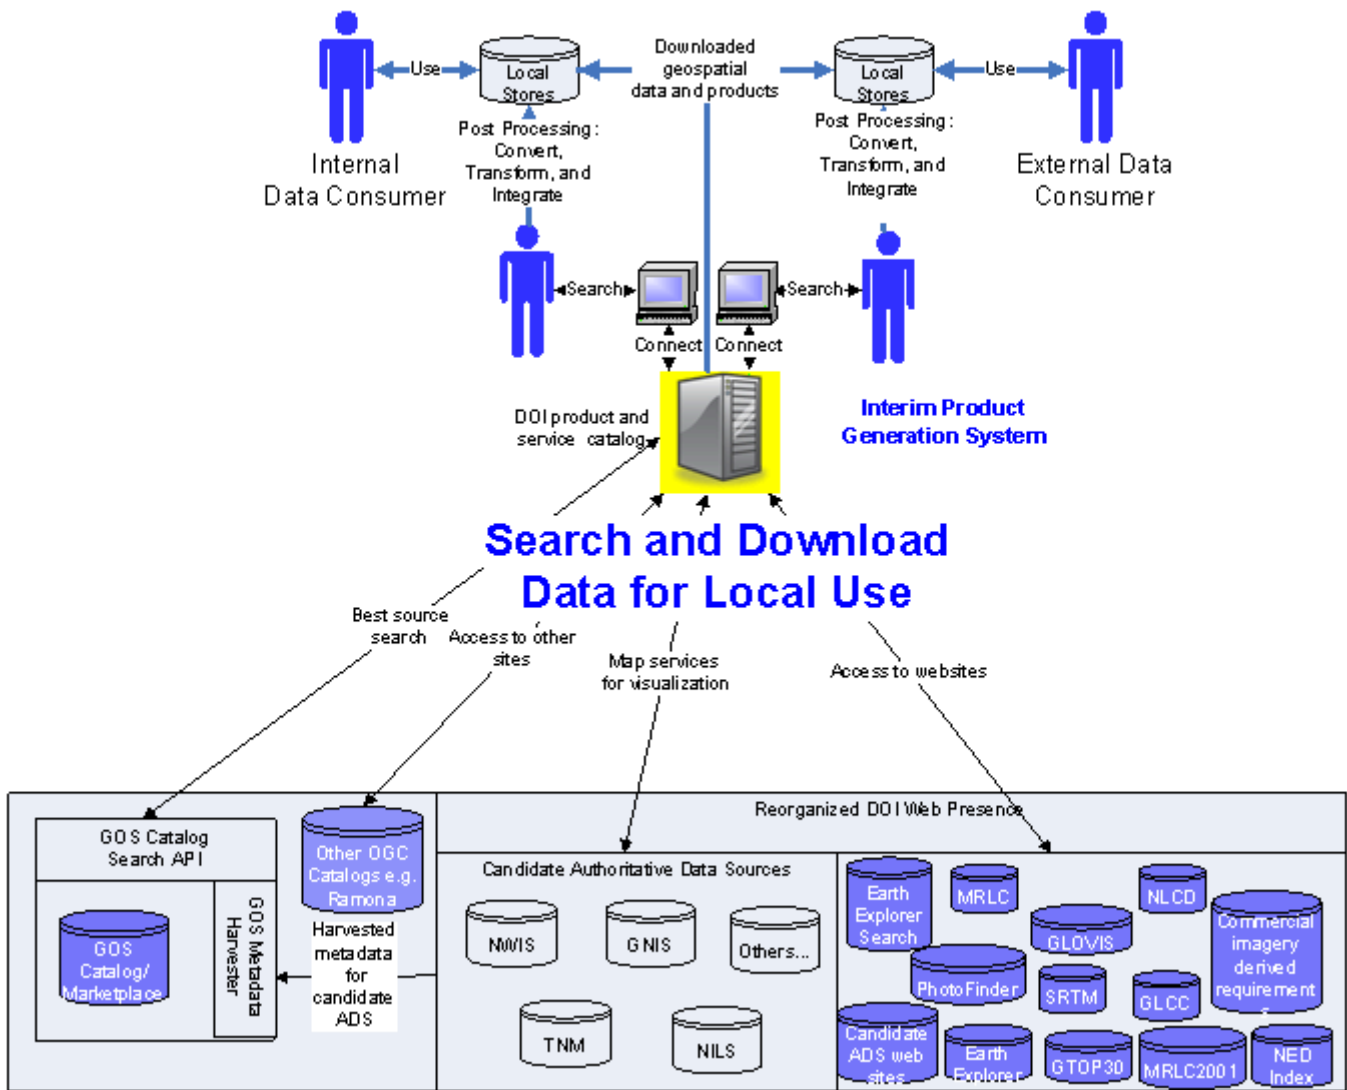 Downloaded
geospatial
data and products
Use
Local
Stores
Local
Stores
Use
Post Processing:
Convert,
Transform, and
Integrate
Post Processing:
Convert,
Transform, and
Integrate
Internal
Data Consumer
External Data
Consumer
Search
Search
Connect
Connect
DOI product and
service catalog
Interim Product
Generation System
Search and Download
Data for Local Use
Best source
search
Access to other
sites
Map services
for visualization
Access to websites
Reorganized DOI Web Presence
GOS Catalog
Search API
GOS Metadata
Harvester
GOS
Catalog/
Marketplace
Other OGC
Catalogs e.g.
Ramona
Harvested
metadata
for
candidate
ADS
Candidate Authoritative Data Sources
NWIS
GNIS
Others...
TNM
NILS
Earth
Explorer
Search
MRLC
NLCD
GLOVIS
Commercial
imagery
derived
requirement
s
PhotoFinder
SRTM
GLCC
Candidate
ADS web
sites
Earth
Explorer
GTOP30
MRLC2001
NED
Index